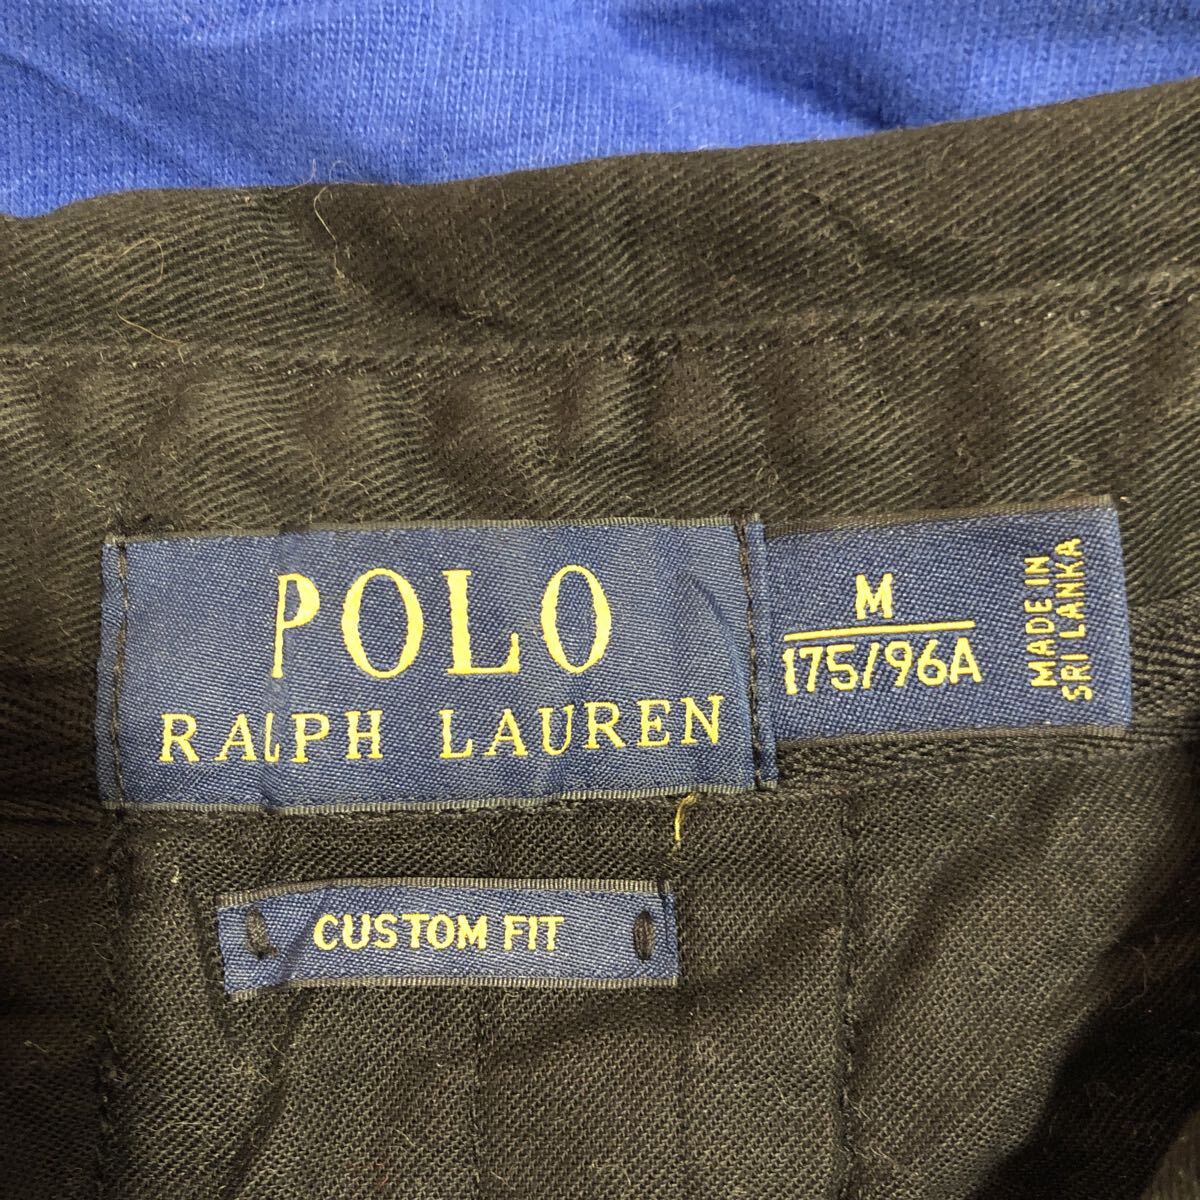 POLO
RALPH LAUREN
M
175/96A
MADE IN
SRI LANKA
CUSTOM FIT